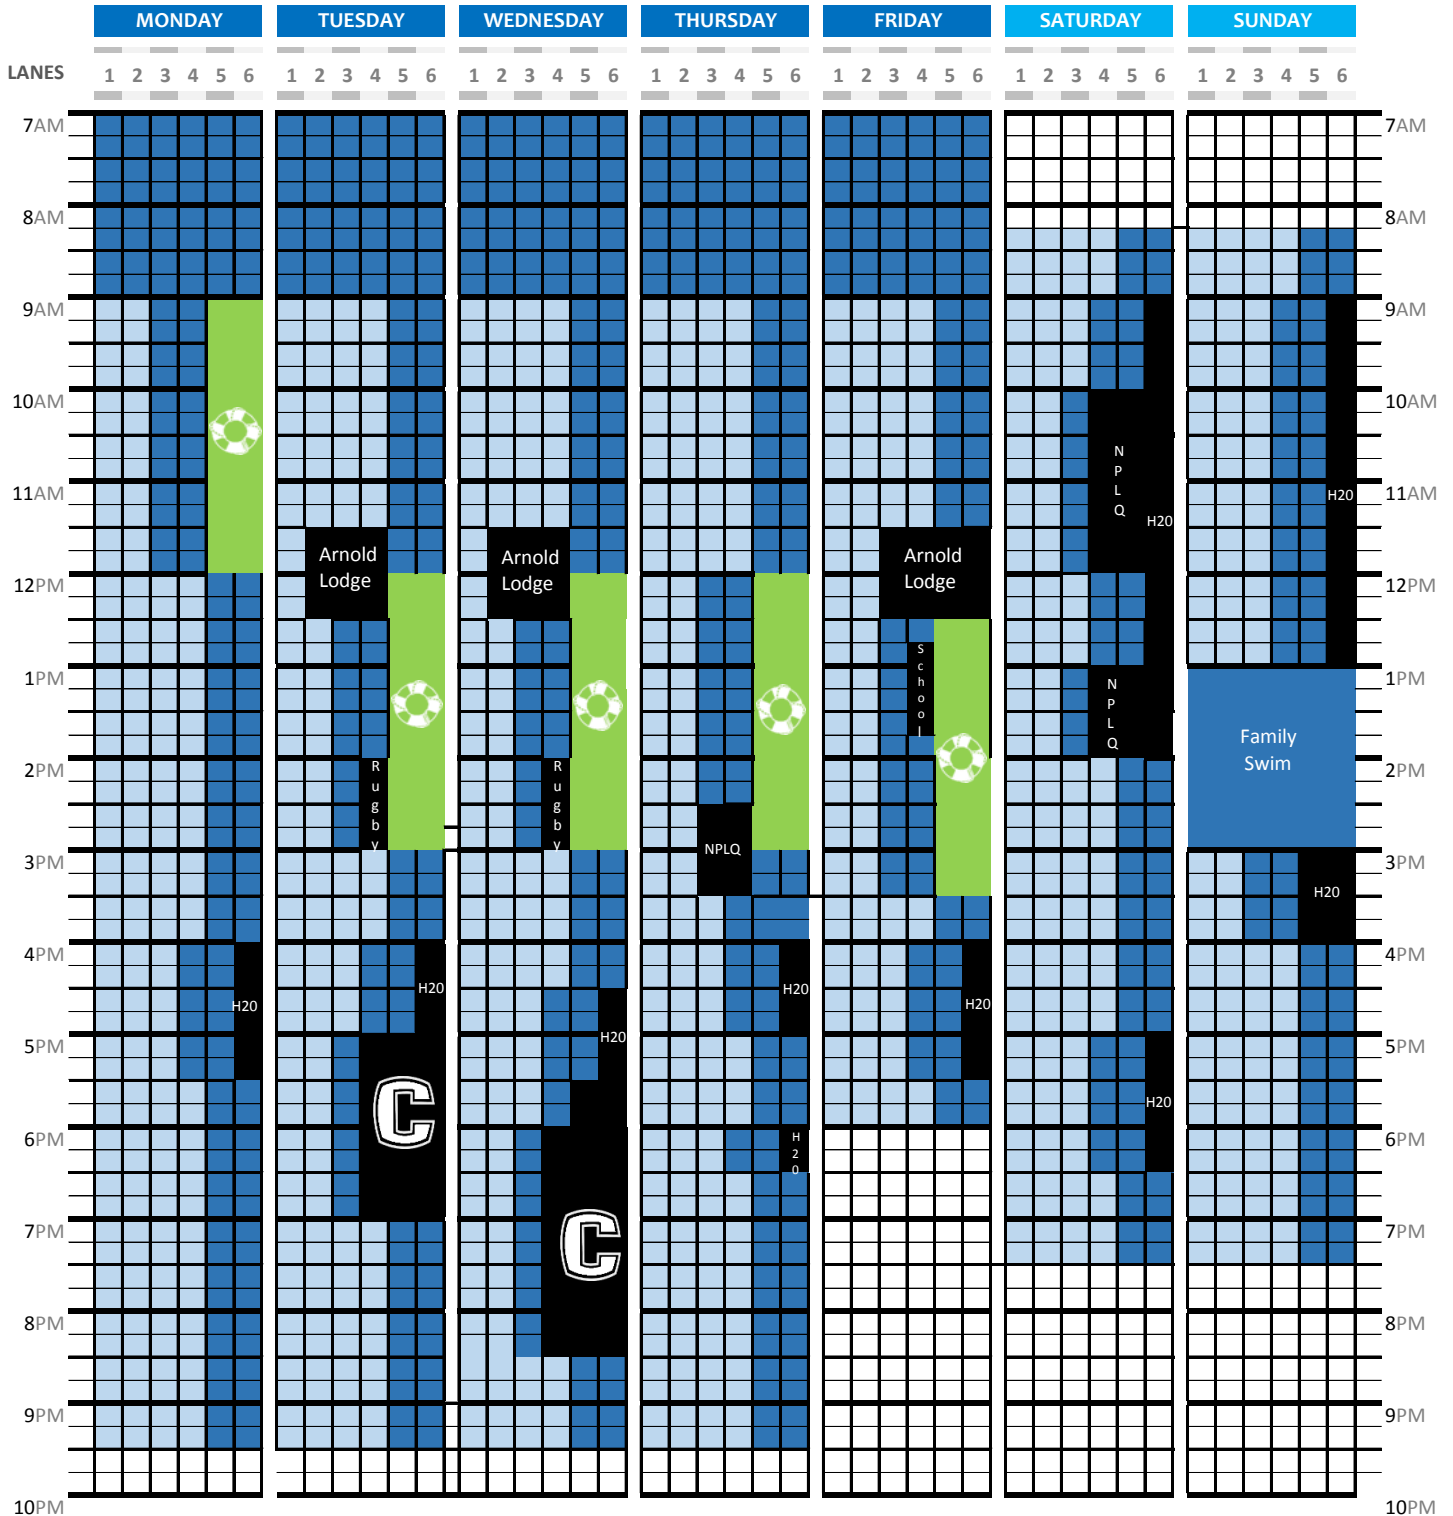 MONDAY TUESDAY WEDNESDAY THURSDAY FRIDAY SATURDAY SUNDAY
LANES 1 2 3 4 5 6 1 2 3 4 5 6 1 2 3 4 5 6 1 2 3 4 5 6 1 2 3 4 5 6 1 2 3 4 5 6 1 2 3 4 5 6
7AM 7AM
8AM 8AM
9AM 9AM
10AM 10AM
NPLQ
11AM H20 11AM
H20
Arnold Arnold Arnold
Lodge Lodge Lodge
12PM 12PM
School
1PM NPLQ 1PM
Family
Swim
2PM Rugby Rugby 2PM
NPLQ
3PM 3PM
H20
4PM 4PM
H20 H20 H20 H20
H20
5PM 5PM
H20
C
6PM H20 6PM
7PM 7PM
C
8PM 8PM
9PM 9PM
10PM 10PM